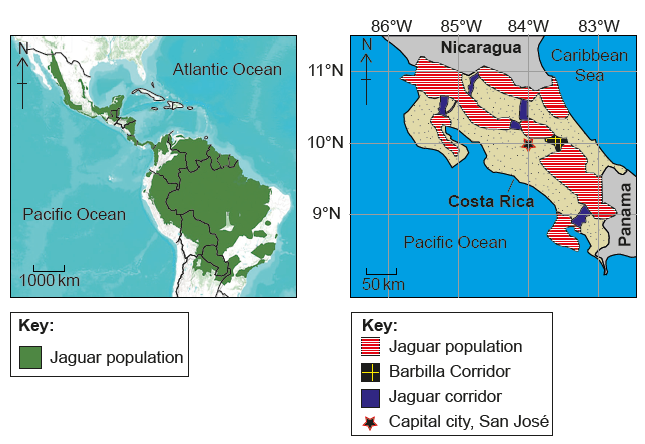 N
Atlantic Ocean
Pacific Ocean
1000 km
Key:
Jaguar population
86°W 85°W 84°W 83°W
11°N
10°N
9°N
N
Nicaragua
Caribbean
Sea
Costa Rica
Panama
Pacific Ocean
50 km
Key:
Jaguar population
Barbilla Corridor
Jaguar corridor
Capital city, San José